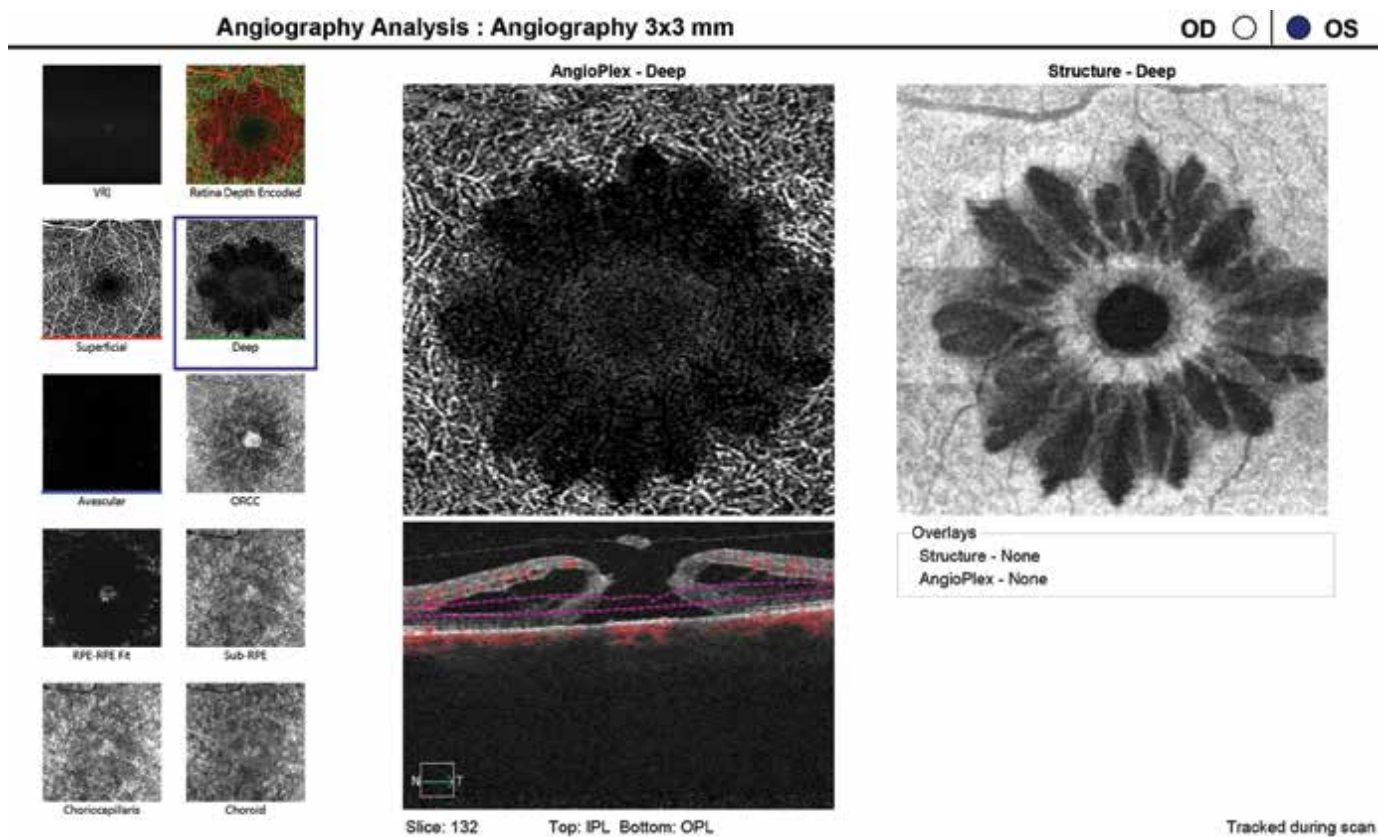 Angiography Analysis : Angiography 3x3 mm
OD OS
AngioPlex - Deep
Structure - Deep
VRI
Retina Depth Encoded
Superficial
Deep
Avascular
ORCC
RPE-RPE Fit
Sub-RPE
Choriocapillaris
Choroid
Overlays
Structure - None
AngioPlex - None
N T
Slice: 132 Top: IPL Bottom: OPL
Tracked during scan